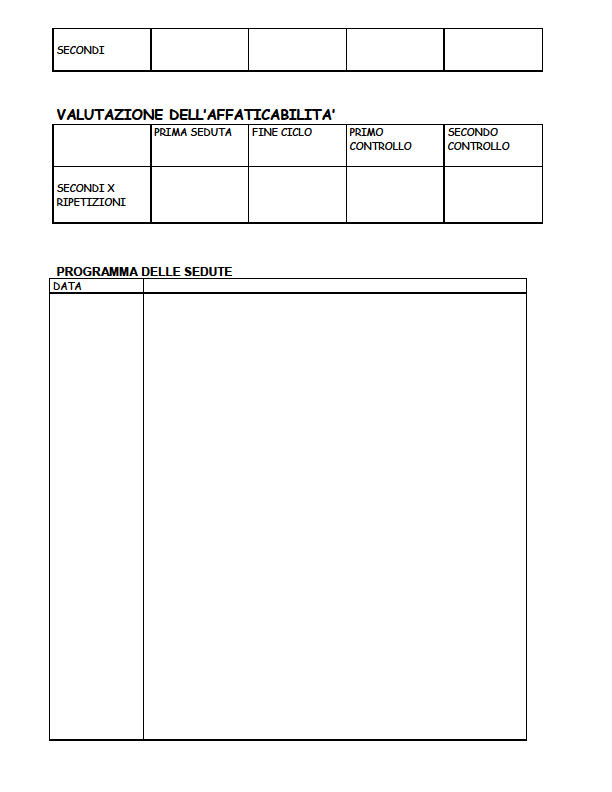 SECONDI
VALUTAZIONE DELL'AFFATICABILITA'
PRIMA SEDUTA FINE CICLO PRIMO CONTROLLO SECONDO CONTROLLO
SECONDI X
RIPETIZIONI
PROGRAMMA DELLE SEDUTE
DATA